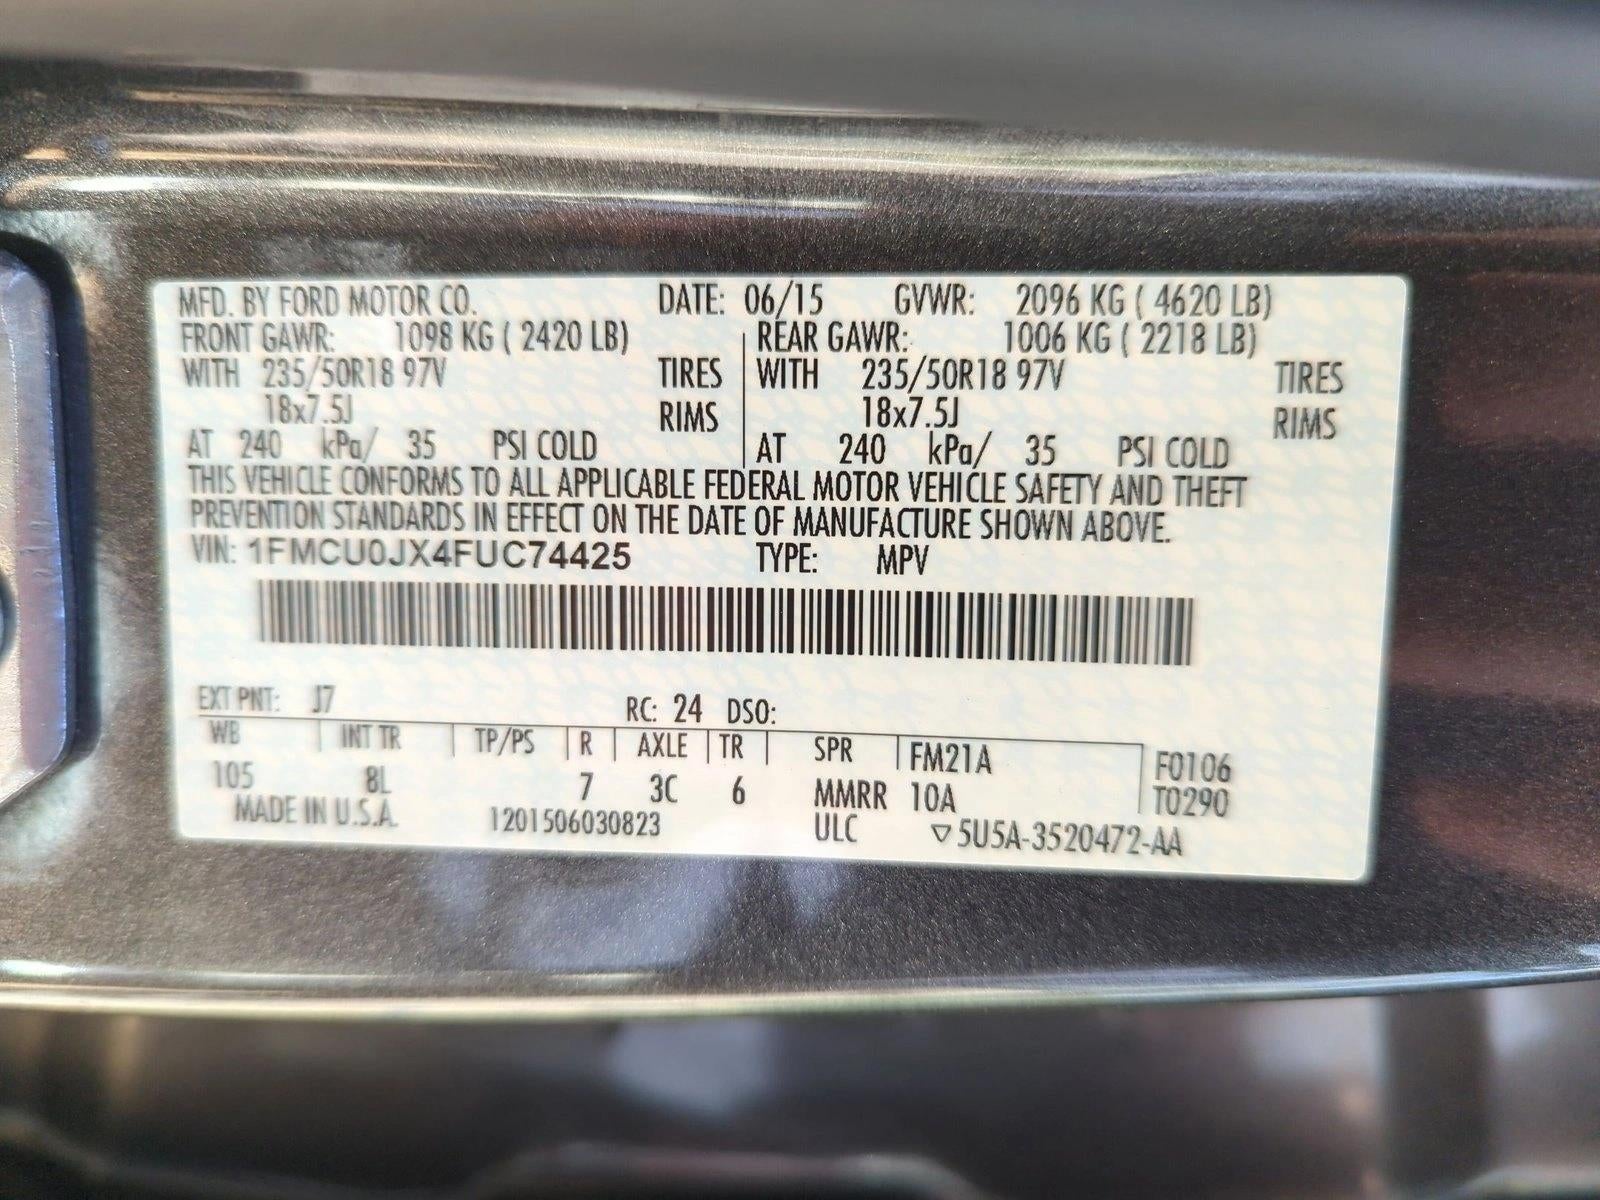 MFD. BY FORD MOTOR CO. DATE: 06/15 GVWR: 2096 KG ( 4620 LB)
FRONT GAWR: 1098 KG ( 2420 LB) REAR GAWR: 1006 KG ( 2218 LB)
WITH 235/50R18 97V TIRES WITH 235/50R18 97V TIRES
18x7.5J RIMS 18x7.5J RIMS
AT 240 kPa/ 35 PSI COLD AT 240 kPa/ 35 PSI COLD
THIS VEHICLE CONFORMS TO ALL APPLICABLE FEDERAL MOTOR VEHICLE SAFETY AND THEFT
PREVENTION STANDARDS IN EFFECT ON THE DATE OF MANUFACTURE SHOWN ABOVE.
VIN: 1FMCU0JX4FUC74425 TYPE: MPV
EXT PNT: J7 RC: 24 DSO:
WB INT TR TP/PS R AXLE TR SPR FM21A F0106
105 8L 7 3C 6 MMRR 10A T0290
MADE IN U.S.A. 1201506030823 ULC ▽5U5A-3520472-AA